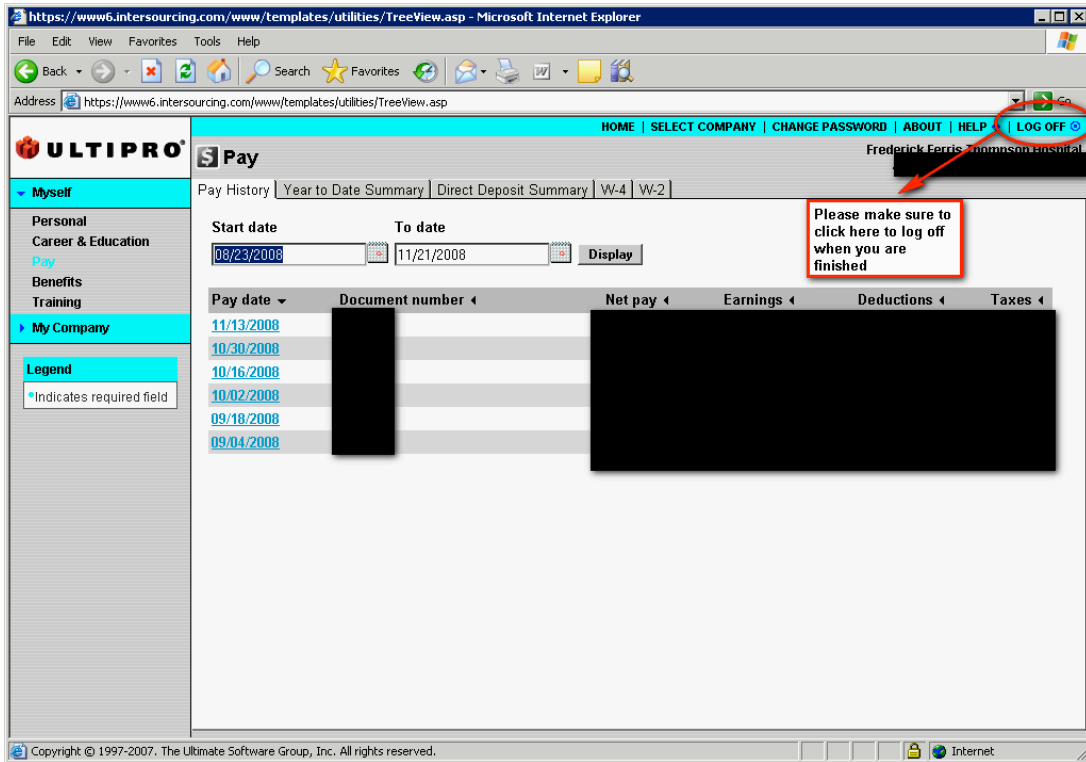 https://www6.intersourcing.com/www/templates/utilities/TreeView.asp - Microsoft Internet Explorer
File Edit View Favorites Tools Help
Back Search Favorites
Address https://www6.intersourcing.com/www/templates/utilities/TreeView.asp Go
HOME | SELECT COMPANY | CHANGE PASSWORD | ABOUT | HELP | LOG OFF
ULTIPRO
Pay
Frederick Ferris Thompson Hospital
Pay History Year to Date Summary Direct Deposit Summary W-4 W-2
Myself
Personal
Career & Education
Pay
Benefits
Training
My Company
Legend
Indicates required field
Start date To date
08/23/2008 11/21/2008 Display
Please make sure to
click here to log off
when you are
finished
Pay date Document number Net pay Earnings Deductions Taxes
11/13/2008
10/30/2008
10/16/2008
10/02/2008
09/18/2008
09/04/2008
Copyright © 1997-2007. The Ultimate Software Group, Inc. All rights reserved. Internet